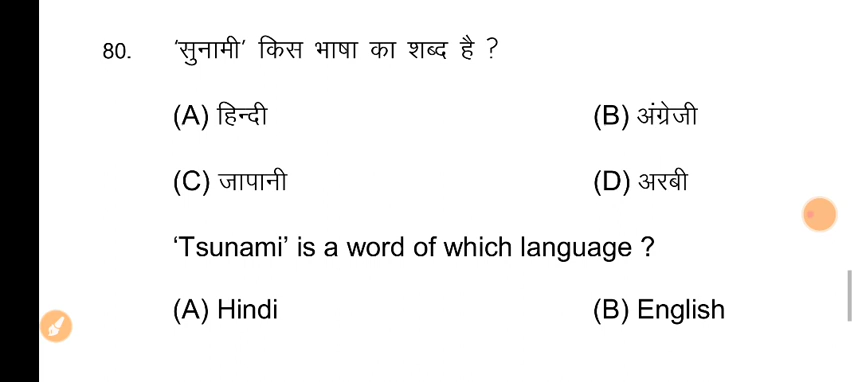 80. 'सुनामी' किस भाषा का शब्द है ?
(A) हिन्दी (B) अंग्रेजी
(C) जापानी (D) अरबी
‘Tsunami’ is a word of which language ?
(A) Hindi (B) English